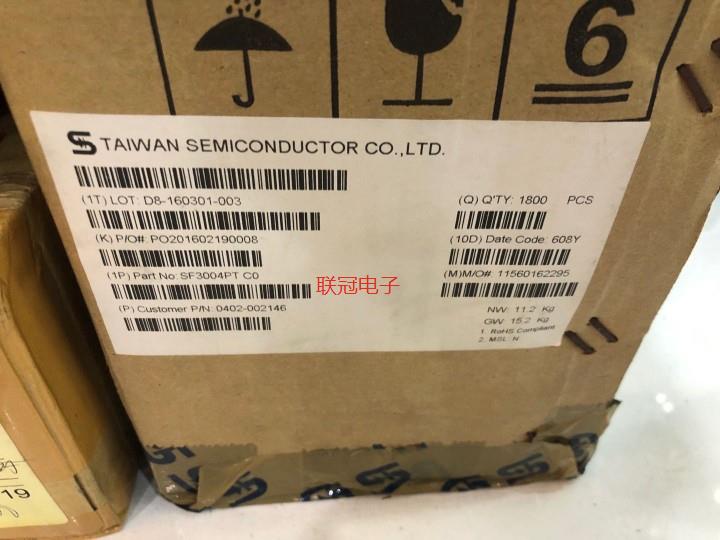 6
TAIWAN SEMICONDUCTOR CO.,LTD.
(1T) LOT: D8-160301-003
(Q) Q'TY: 1800 PCS
(K) P/O#: PO201602190008
(10D) Date Code: 608Y
(1P) Part No: SF3004PT C0
(M)M/O#: 11560162295
联冠电子
(P) Customer P/N: 0402-002146
NW: 11.2 Kg
GW: 15.2 Kg
1. RoHS Compliant
2. MSL: N
19